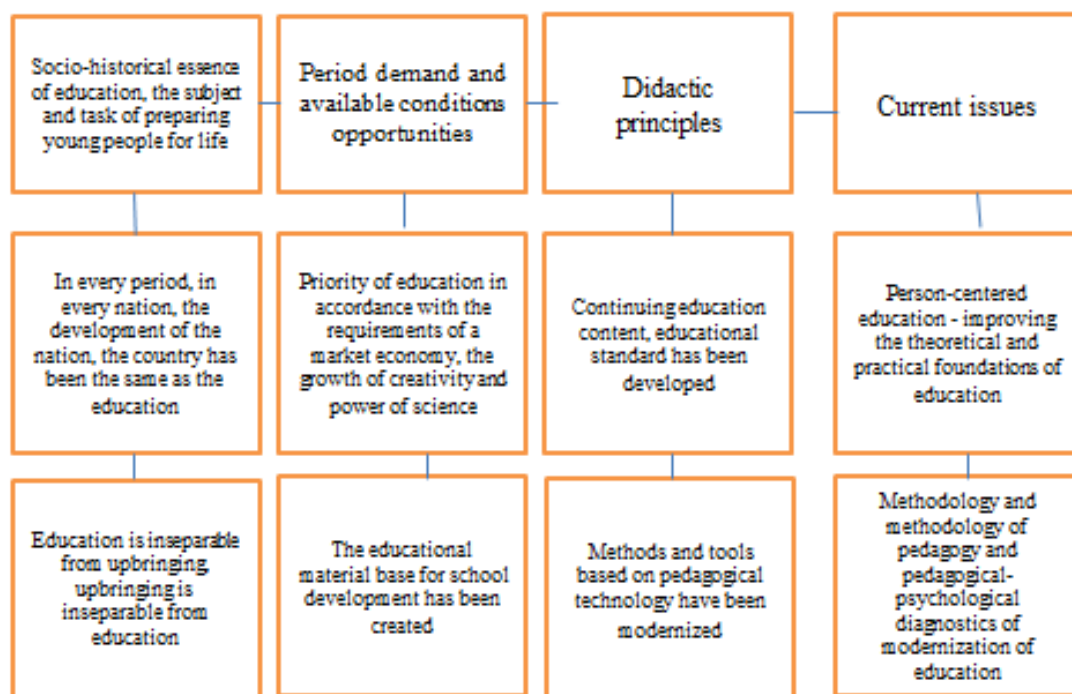 Socio-historical essence
of education, the subject
and task of preparing
young people for life
Period demand and
available conditions
opportunities
Didactic
principles
Current issues
In every period, in
every nation, the
development of the
nation, the country has
been the same as the
education
Priority of education in
accordance with the
requirements of a
market economy, the
growth of creativity and
power of science
Continuing education
content, educational
standard has been
developed
Person-centered
education - improving
the theoretical and
practical foundations of
education
Education is inseparable
from upbringing,
upbringing is
inseparable from
education
The educational
material base for school
development has been
created
Methods and tools
based on pedagogical
technology have been
modernized
Methodology and
methodology of
pedagogy and
pedagogical-
psychological
diagnostics of
modernization of
education